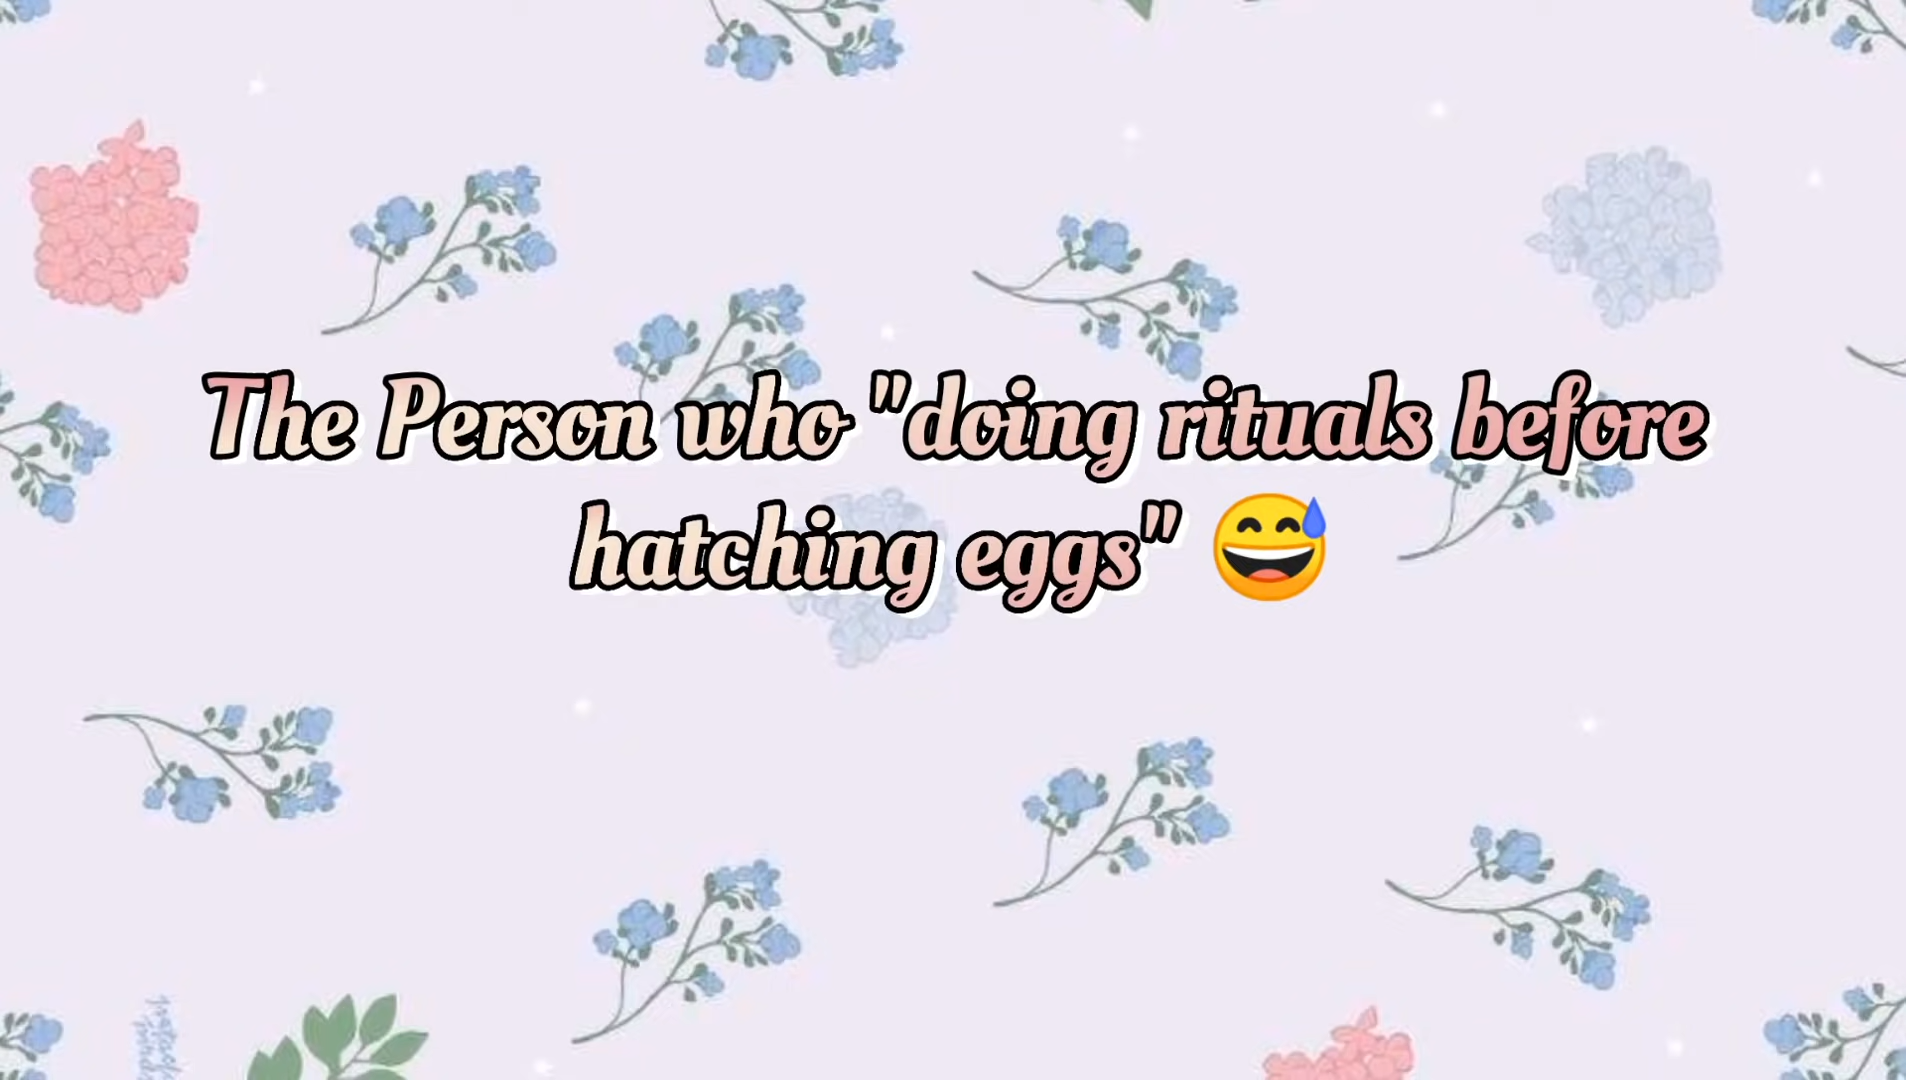 The Person who "doing rituals before
hatching eggs" 😅